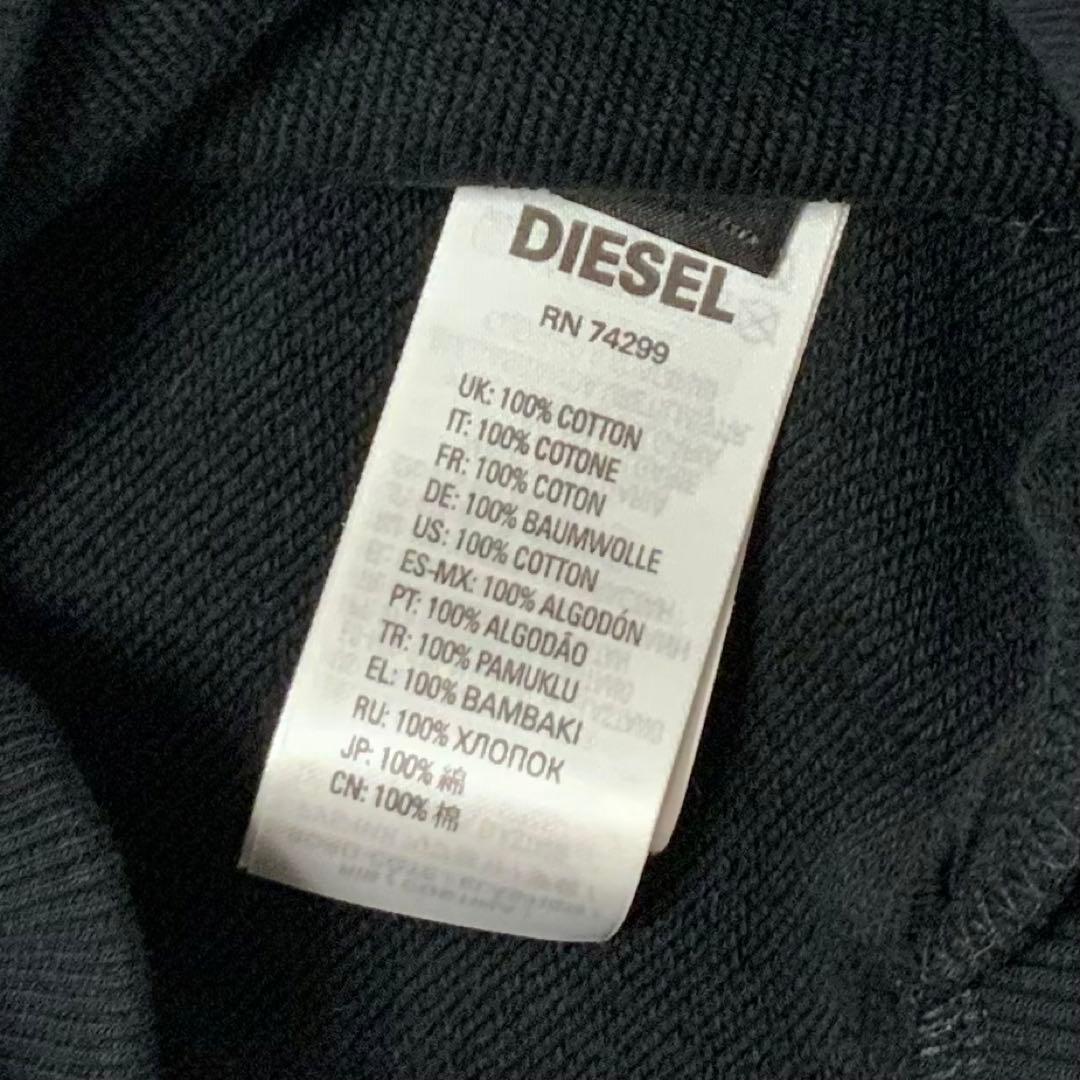 DIESEL
RN 74299
UK: 100% COTTON
IT: 100% COTONE
FR: 100% COTON
DE: 100% BAUMWOLLE
US: 100% COTTON
ES-MX: 100% ALGODÓN
PT: 100% ALGODÃO
TR: 100% PAMUKLU
EL: 100% BAMBAKI
RU: 100% ХЛОПОК
JP: 100% 綿
CN: 100% 棉